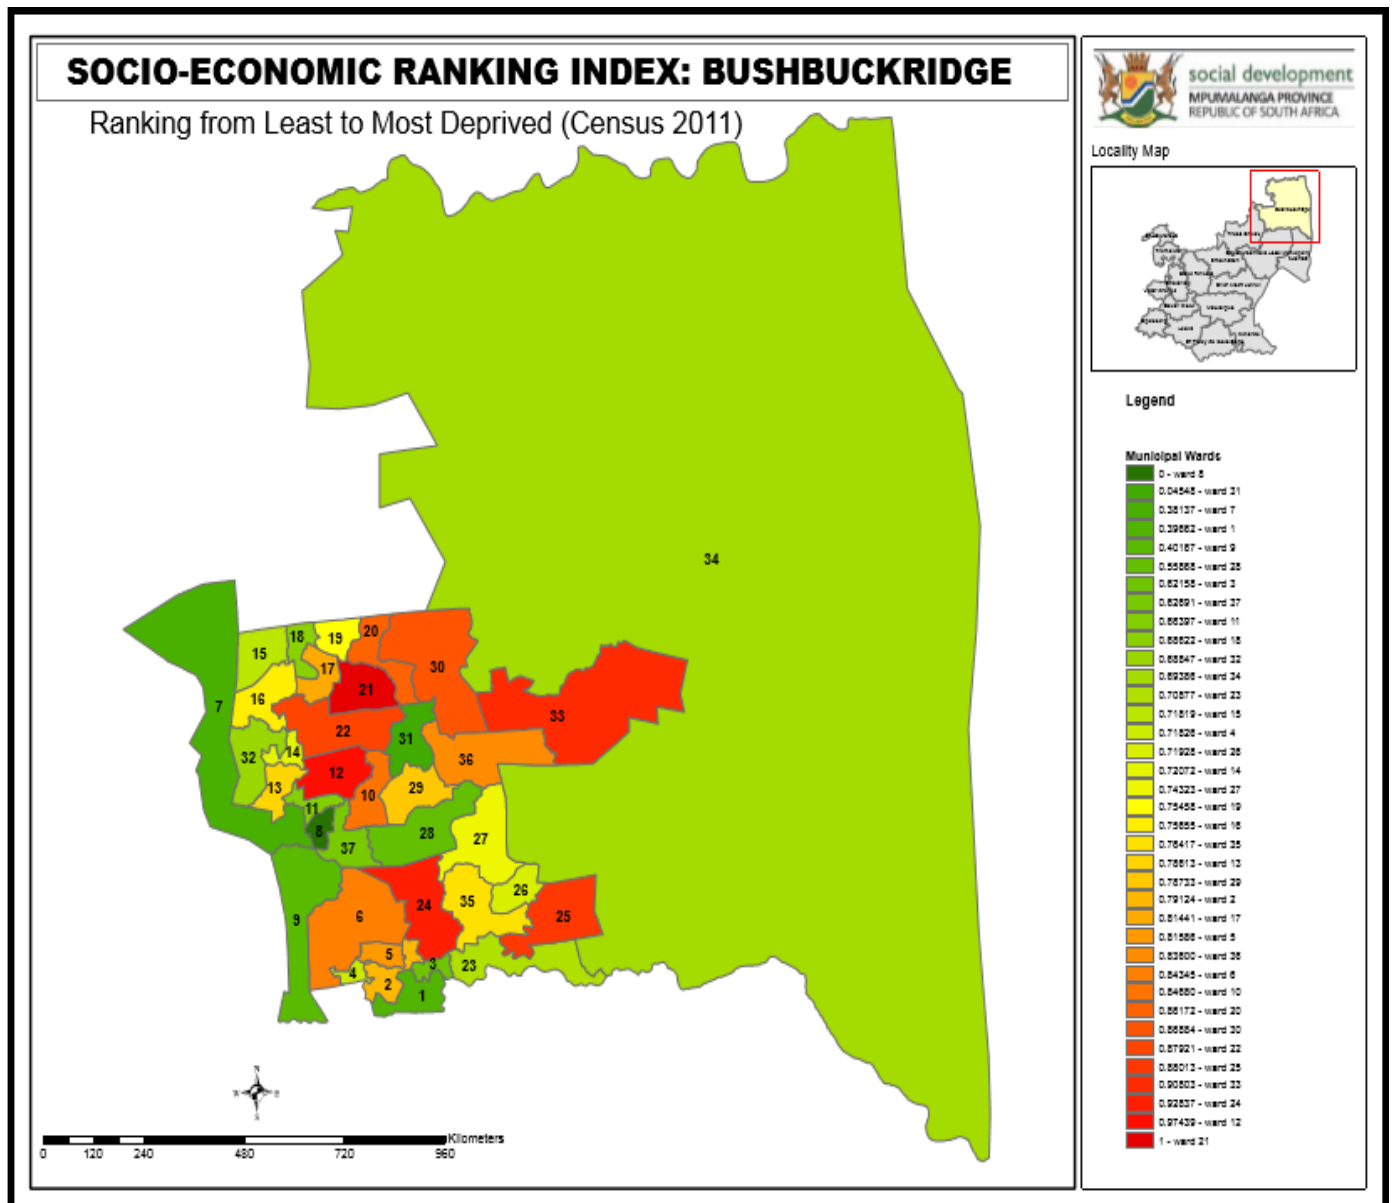 SOCIO-ECONOMIC RANKING INDEX: BUSHBUCKRIDGE
Ranking from Least to Most Deprived (Census 2011)
social development
MPUMALANGA PROVINCE
REPUBLIC OF SOUTH AFRICA
Locality Map
34
18
19
20
15
17
30
16
21
7
33
22
31
32
14
36
12
13
29
10
11
8
28
27
37
26
35
24
25
9
6
5
3
23
4
2
1
N
W
E
S
Kilometers
0 120 240 480 720 960
Legend
Municipal Wards
0 - ward 8
0.04548 - ward 31
0.38137 - ward 7
0.39662 - ward 1
0.40167 - ward 9
0.55868 - ward 28
0.62158 - ward 3
0.62691 - ward 37
0.66397 - ward 11
0.68622 - ward 18
0.68847 - ward 32
0.69386 - ward 34
0.70877 - ward 23
0.71819 - ward 15
0.71826 - ward 4
0.71928 - ward 26
0.72072 - ward 14
0.74323 - ward 27
0.75458 - ward 19
0.75655 - ward 16
0.76417 - ward 35
0.78613 - ward 13
0.78733 - ward 29
0.79124 - ward 2
0.81441 - ward 17
0.81586 - ward 5
0.83600 - ward 36
0.84345 - ward 6
0.84680 - ward 10
0.86172 - ward 20
0.86884 - ward 30
0.87921 - ward 22
0.88013 - ward 25
0.90803 - ward 33
0.92837 - ward 24
0.97439 - ward 12
1 - ward 21